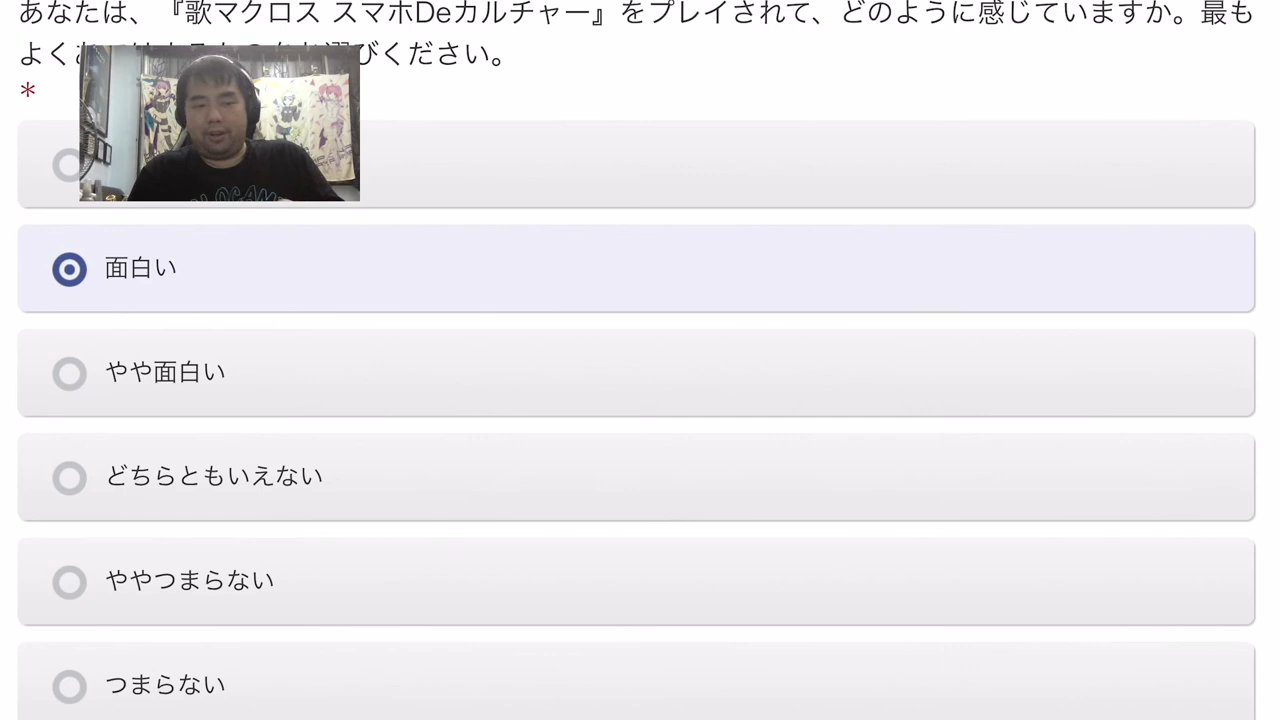 あなたは、『歌マクロス スマホDeカルチャー』をプレイされて、どのように感じていますか。最も
よく びください。
*
面白い
やや面白い
どちらともいえない
ややつまらない
つまらない